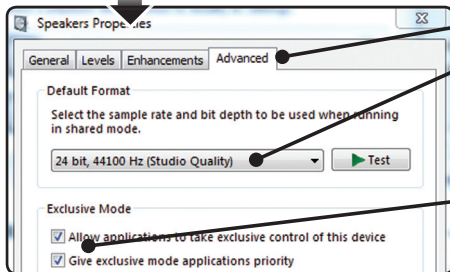 Speakers Properties
General Levels Enhancements Advanced
Default Format
Select the sample rate and bit depth to be used when running
in shared mode.
24 bit, 44100 Hz (Studio Quality) Test
Exclusive Mode
Allow applications to take exclusive control of this device
Give exclusive mode applications priority